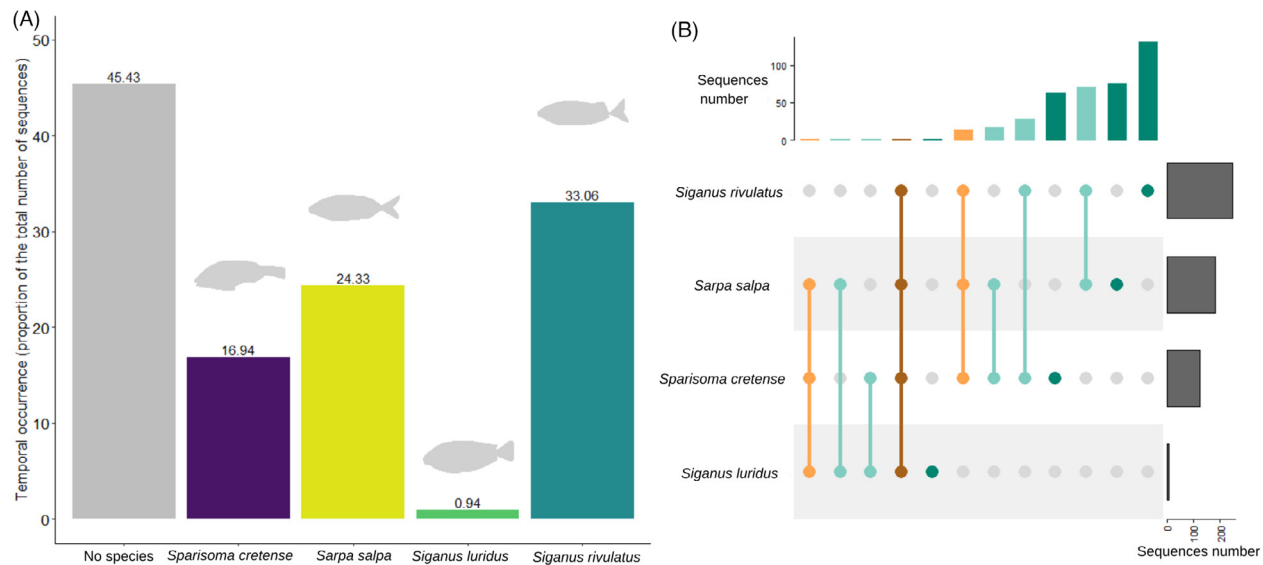 (A)
Temporal occurrence (proportion of the total number of sequences)
50
40
30
20
10
0
45.43
16.94
24.33
0.94
33.06
No species
Sparisoma cretense
Sarpa salpa
Siganus luridus
Siganus rivulatus
(B)
Sequences
number
100
50
0
Siganus rivulatus
Sarpa salpa
Sparisoma cretense
Siganus luridus
0
100
200
Sequences number